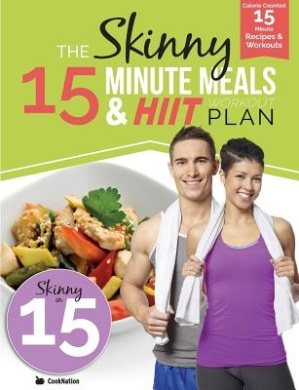 Calorie Counted
15
Minute
Recipes &
Workouts
THE Skinny
15 MINUTE MEALS
& HIIT WORKOUT
PLAN
Skinny
in
15
CookNation